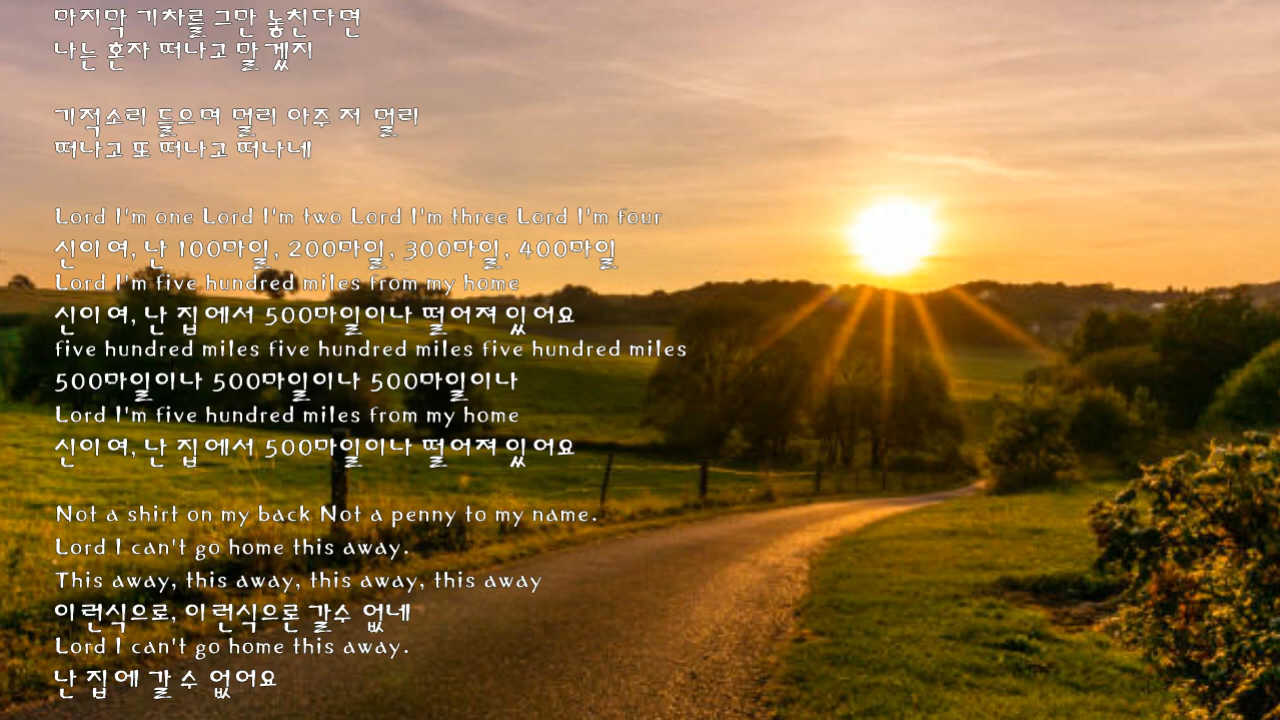 마지막 기차를 그만 놓친다면
나는 혼자 떠나고 말겠지
기적소리 들으며 멀리 아주 저 멀리
떠나고 또 떠나고 떠나네
Lord I'm one Lord I'm two Lord I'm three Lord I'm four
신이여, 난 100마일, 200마일, 300마일, 400마일
Lord I'm five hundred miles from my home
신이여, 난 집에서 500마일이나 떨어져있어요
five hundred miles five hundred miles five hundred miles
500마일이나 500마일이나 500마일이나
Lord I'm five hundred miles from my home
신이여, 난 집에서 500마일이나 떨어져있어요
Not a shirt on my back Not a penny to my name.
Lord I can't go home this away.
This away, this away, this away, this away
이런식으로, 이런식으론 갈수 없네
Lord I can't go home this away.
난 집에 갈 수 없어요